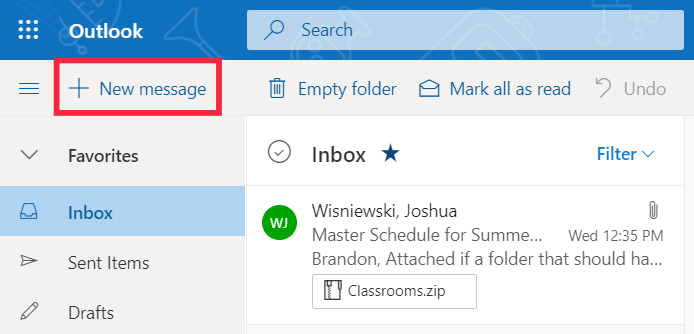 Outlook
Search
New message
Empty folder
Mark all as read
Undo
Favorites
Inbox
Sent Items
Drafts
Inbox
Filter
WJ
Wisniewski, Joshua
Master Schedule for Summe... Wed 12:35 PM
Brandon, Attached if a folder that should ha...
Classrooms.zip